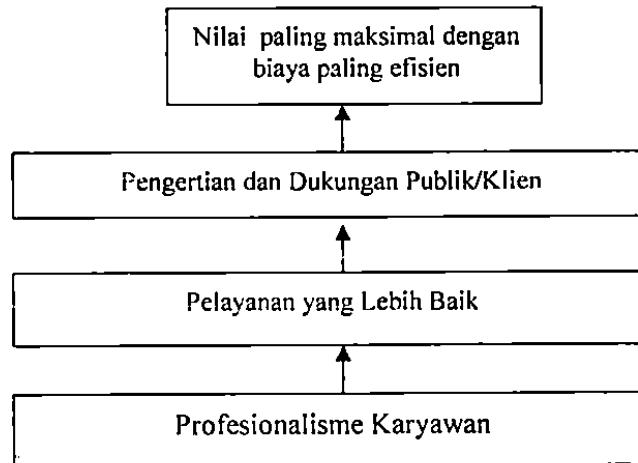 Nilai paling maksimal dengan
biaya paling efisien
Pengertian dan Dukungan Publik/Klien
Pelayanan yang Lebih Baik
Profesionalisme Karyawan